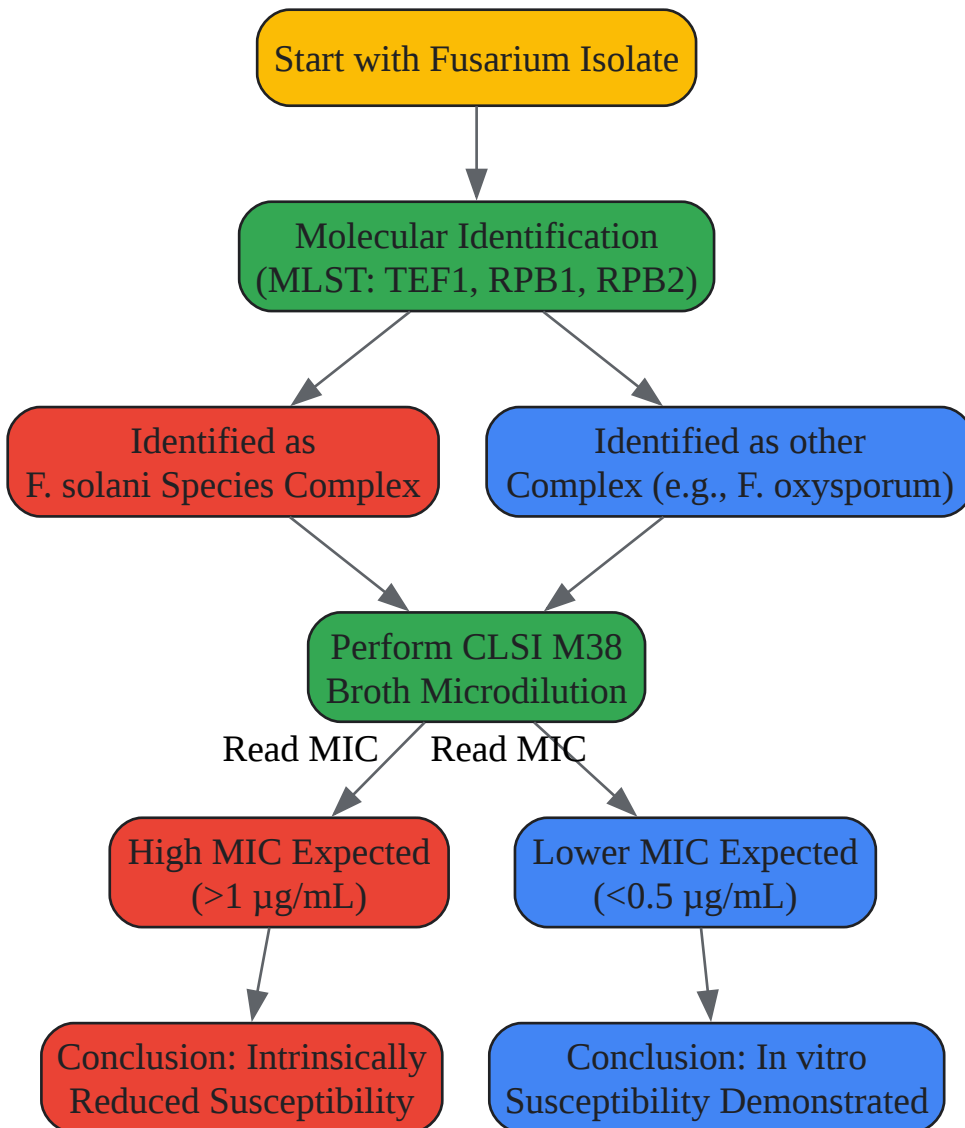 Start with Fusarium Isolate
Molecular Identification
(MLST: TEF1, RPB1, RPB2)
Identified as
F. solani Species Complex
Identified as other
Complex (e.g., F. oxysporum)
Perform CLSI M38
Broth Microdilution
Read MIC
Read MIC
High MIC Expected
(>1 µg/mL)
Lower MIC Expected
(<0.5 µg/mL)
Conclusion: Intrinsically
Reduced Susceptibility
Conclusion: In vitro
Susceptibility Demonstrated